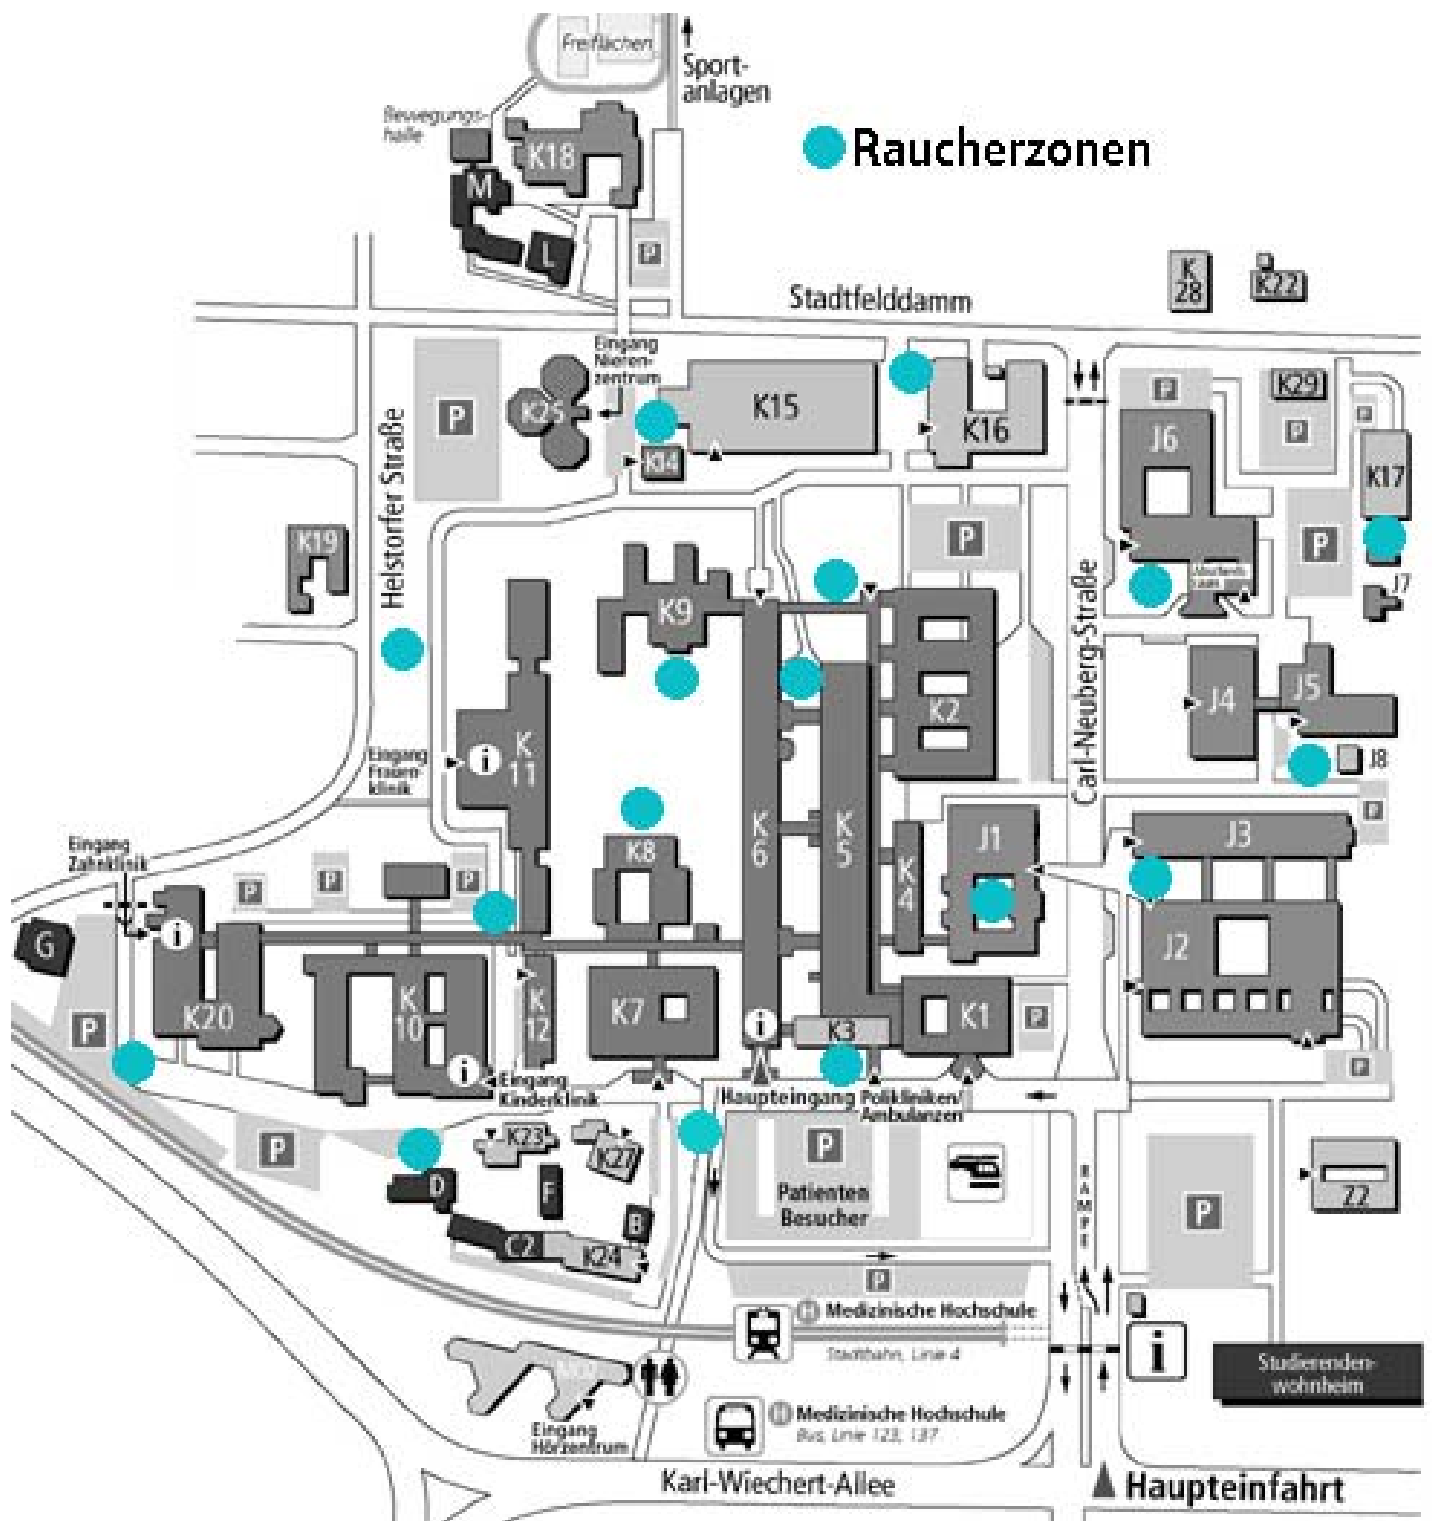 Freiflächen
Sport-
anlagen
Bewegungs-
halle
Raucherzonen
K18
M
L
P
K
28
K22
Stadtfelddamm
Eingang
Nieren-
zentrum
K25
P
K15
K14
K16
P
K29
P
P
J6
K17
Helstorfer Straße
K19
P
P
J7
K9
K2
Carl-Neuberg-Straße
J4
J5
J8
Eingang
Frauen-
klinik
i
K
11
K
6
K
5
K
4
J1
J3
P
Eingang
Zahnklinik
P
P
P
K8
G
i
K20
P
K
10
i
K
12
K7
i
K3
K1
P
J2
P
Eingang
Kinderklinik
Haupteingang
Polikliniken/
Ambulanzen
P
K23
K27
D
F
B
C2
K24
P
Patienten
Besucher
RAMPE
P
Z2
P
H Medizinische Hochschule
Stadtbahn, Linie 4
i
Studierenden-
wohnheim
H Medizinische Hochschule
Bus, Linie 123, 137
Eingang
Hörzentrum
Karl-Wiechert-Allee
Haupteinfahrt